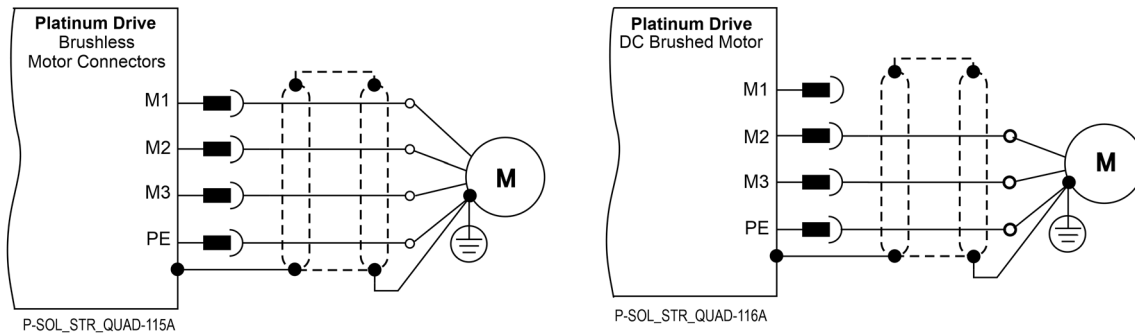 Platinum Drive
Brushless
Motor Connectors
M1
M2
M3
PE
M
P-SOL_STR_QUAD-115A
Platinum Drive
DC Brushed Motor
M1
M2
M3
PE
M
P-SOL_STR_QUAD-116A